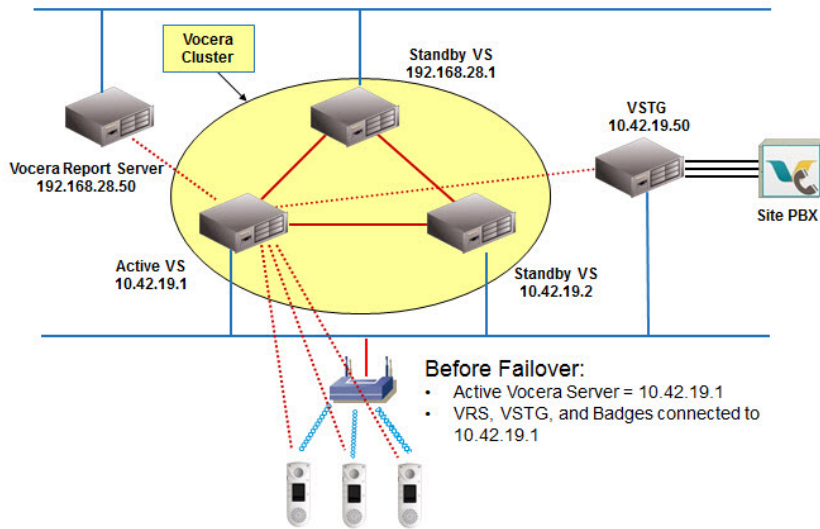 Vocera
Cluster
Standby VS
192.168.28.1
VSTG
10.42.19.50
Vocera Report Server
192.168.28.50
Site PBX
Active VS
10.42.19.1
Standby VS
10.42.19.2
Before Failover:
• Active Vocera Server = 10.42.19.1
• VRS, VSTG, and Badges connected to
10.42.19.1